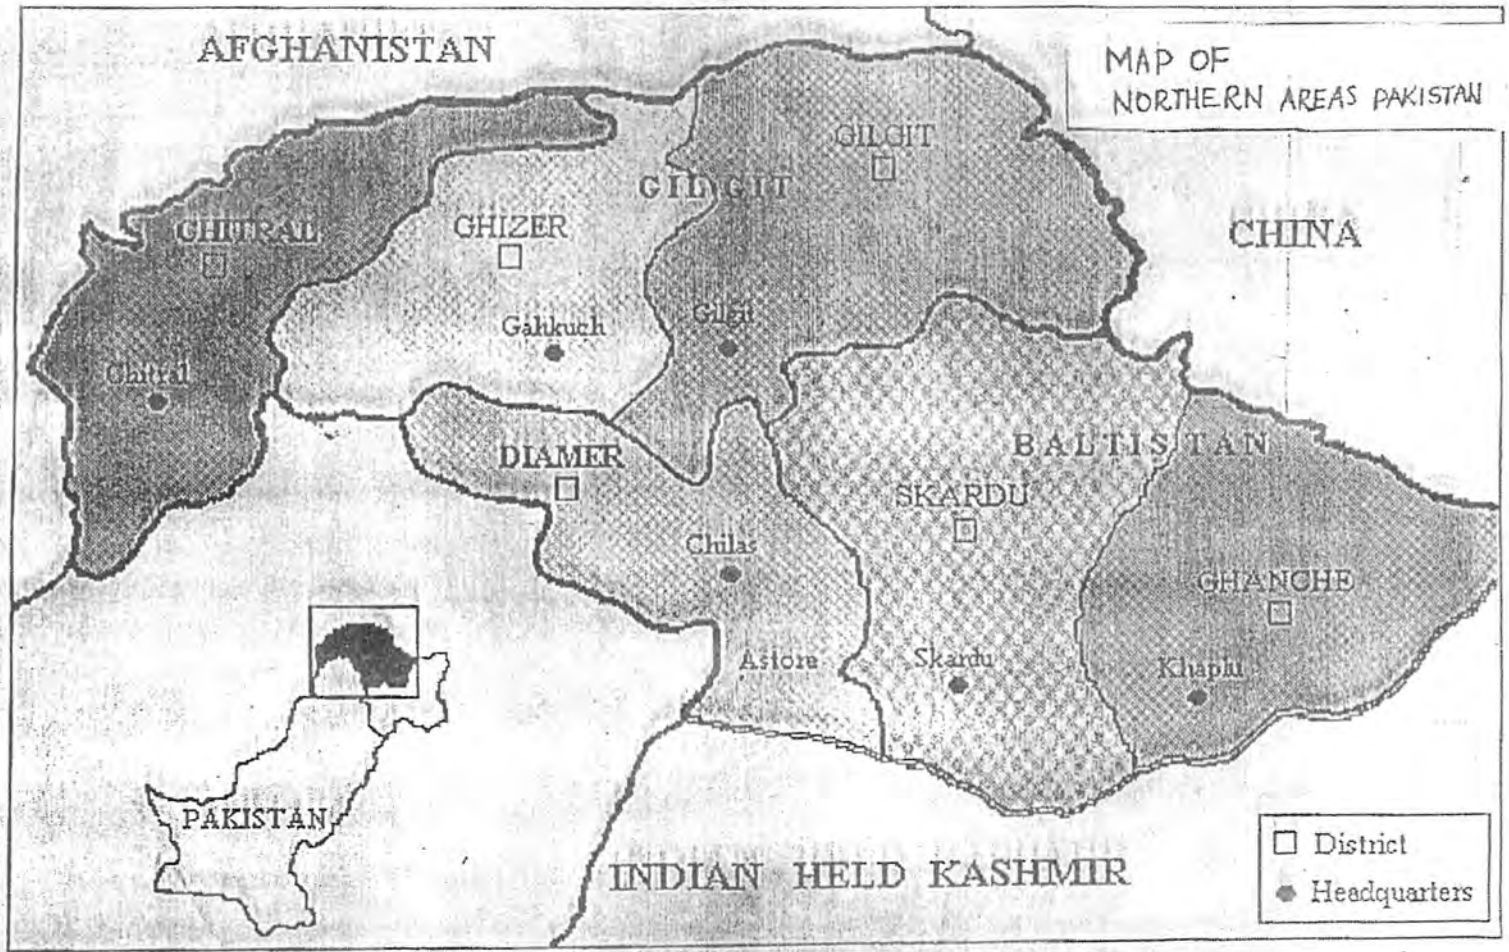 AFGHANISTAN
MAP OF
NORTHERN AREAS PAKISTAN
GILGIT
GILGIT
CHITRAL
GHIZER
CHINA
Gahkuch
Gilgit
Chitral
BALTISTAN
DIAMER
SKARDU
Chilas
GHANCHE
Astore
Skardu
Khaplu
PAKISTAN
INDIAN HELD KASHMIR
District
Headquarters